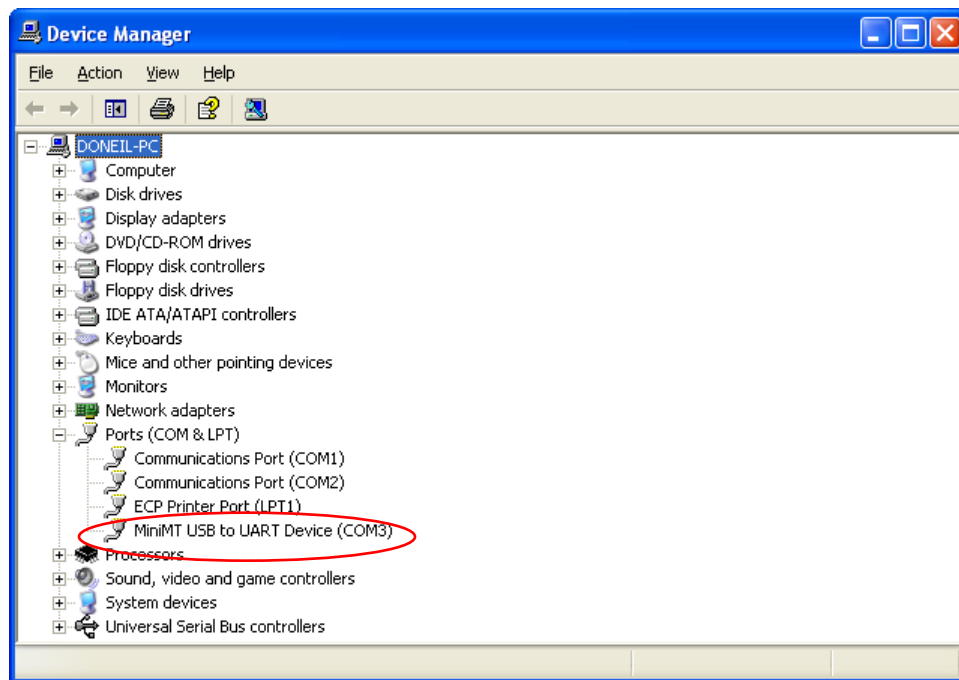 Device Manager
File Action View Help
DONEIL-PC
Computer
Disk drives
Display adapters
DVD/CD-ROM drives
Floppy disk controllers
Floppy disk drives
IDE ATA/ATAPI controllers
Keyboards
Mice and other pointing devices
Monitors
Network adapters
Ports (COM & LPT)
Communications Port (COM1)
Communications Port (COM2)
ECP Printer Port (LPT1)
MiniMT USB to UART Device (COM3)
Processors
Sound, video and game controllers
System devices
Universal Serial Bus controllers